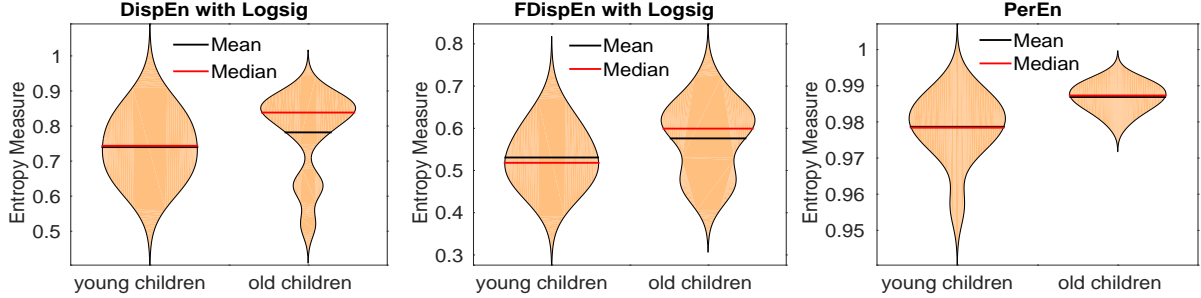 DispEn with Logsig
Entropy Measure
1
0.9
0.8
0.7
0.6
0.5
Mean
Median
young children
old children
FDispEn with Logsig
Entropy Measure
0.8
0.7
0.6
0.5
0.4
0.3
Mean
Median
young children
old children
PerEn
Entropy Measure
1
0.99
0.98
0.97
0.96
0.95
Mean
Median
young children
old children